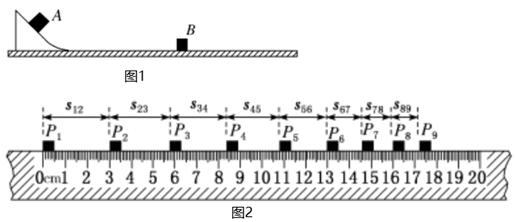 A
B
图1
s12 s23 s34 s45 s56 s67 s78 s89
P1 P2 P3 P4 P5 P6 P7 P8 P9
0cm1 2 3 4 5 6 7 8 9 10 11 12 13 14 15 16 17 18 19 20
图2